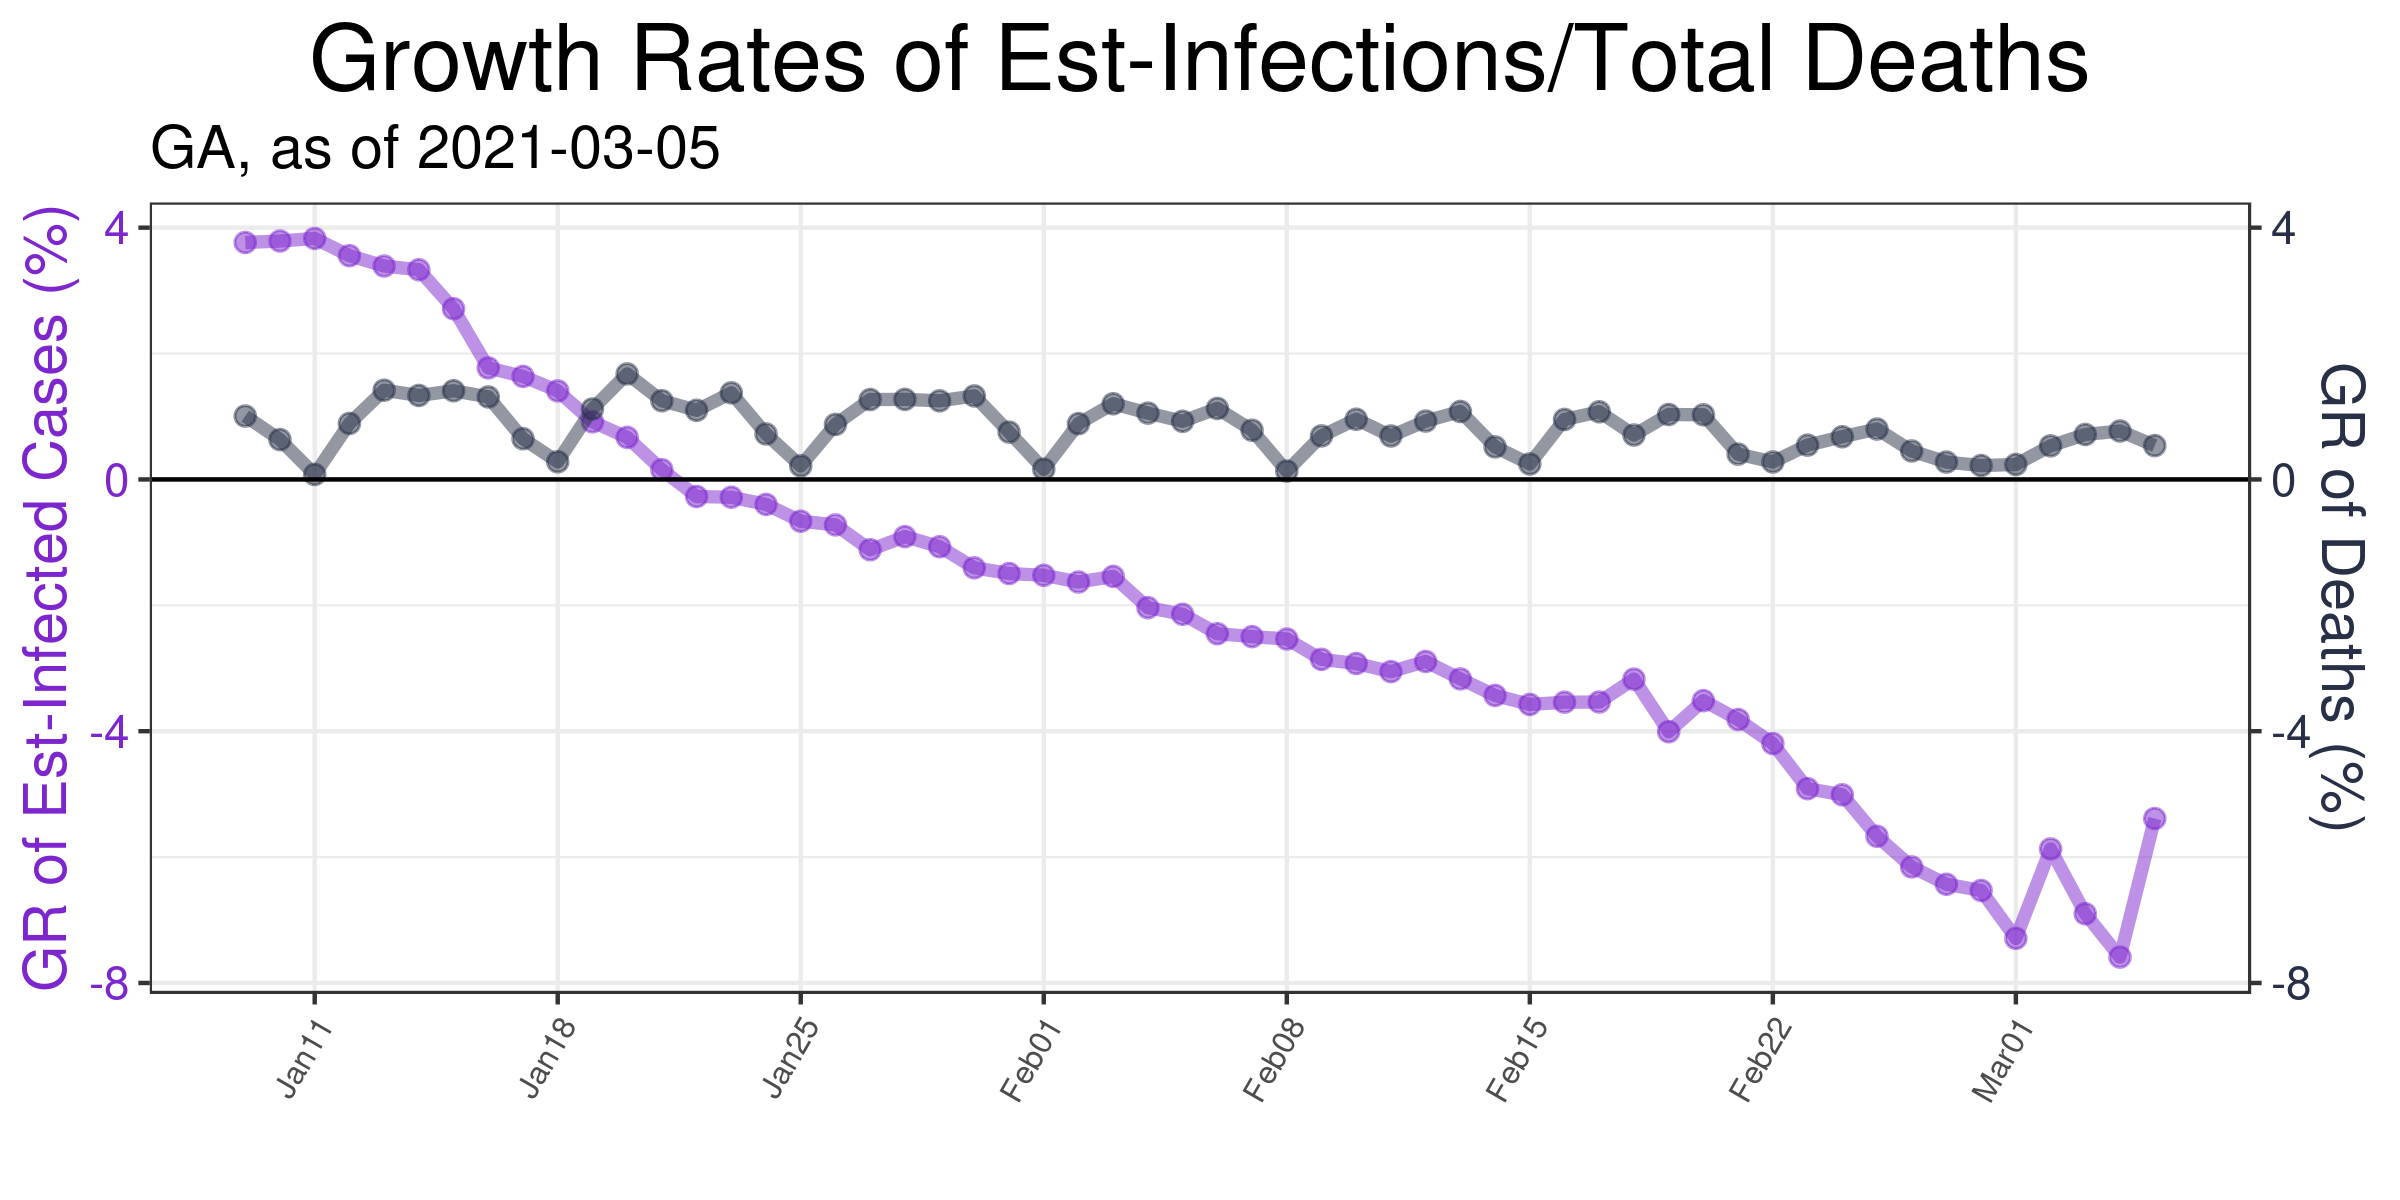 Growth Rates of Est-Infections/Total Deaths
GA, as of 2021-03-05
GR of Est-Infected Cases (%)
4
0
-4
-8
4
0
-4
-8
GR of Deaths (%)
Jan11
Jan18
Jan25
Feb01
Feb08
Feb15
Feb22
Mar01